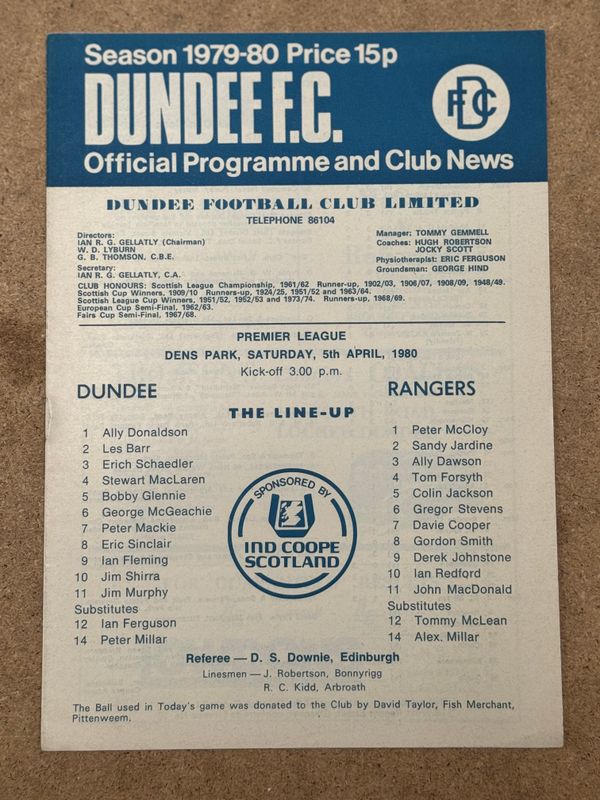 Season 1979-80 Price 15p
DUNDEE F.C.
DFCC
Official Programme and Club News
DUNDEE FOOTBALL CLUB LIMITED
TELEPHONE 86104
Directors:
IAN R. G. GELLATLY (Chairman)
W. D. LYBURN
G. B. THOMSON, C.B.E.
Secretary:
IAN R. G. GELLATLY, C.A.
Manager: TOMMY GEMMELL
Coaches: HUGH ROBERTSON
JOCKY SCOTT
Physiotherapist: ERIC FERGUSON
Groundsman: GEORGE HIND
CLUB HONOURS: Scottish League Championship, 1961/62 Runner-up, 1902/03, 1906/07, 1908/09, 1948/49.
Scottish Cup Winners, 1909/10 Runners-up, 1924/25, 1951/52 and 1963/64.
Scottish League Cup Winners, 1951/52, 1952/53 and 1973/74. Runners-up, 1968/69.
European Cup Semi-Final, 1962/63.
Fairs Cup Semi-Final, 1967/68.
PREMIER LEAGUE
DENS PARK, SATURDAY, 5th APRIL, 1980
Kick-off 3.00 p.m.
DUNDEE
RANGERS
THE LINE-UP
1 Ally Donaldson
2 Les Barr
3 Erich Schaedler
4 Stewart MacLaren
5 Bobby Glennie
6 George McGeachie
7 Peter Mackie
8 Eric Sinclair
9 Ian Fleming
10 Jim Shirra
11 Jim Murphy
Substitutes
12 Ian Ferguson
14 Peter Millar
SPONSORED BY
IND COOPE
SCOTLAND
1 Peter McCloy
2 Sandy Jardine
3 Ally Dawson
4 Tom Forsyth
5 Colin Jackson
6 Gregor Stevens
7 Davie Cooper
8 Gordon Smith
9 Derek Johnstone
10 Ian Redford
11 John MacDonald
Substitutes
12 Tommy McLean
14 Alex. Millar
Referee — D. S. Downie, Edinburgh
Linesmen — J. Robertson, Bonnyrigg
R. C. Kidd, Arbroath
The Ball used in Today's game was donated to the Club by David Taylor, Fish Merchant,
Pittenweem.